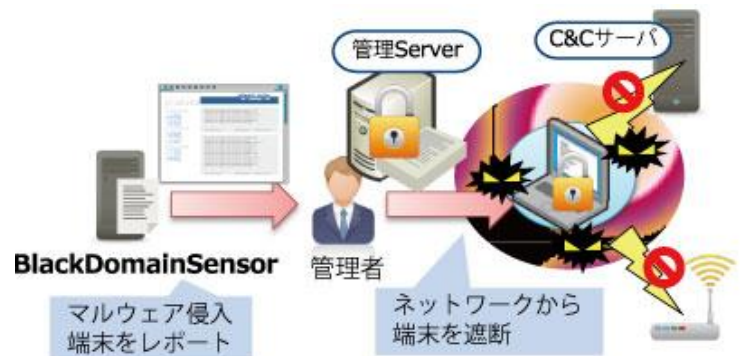 管理Server
C&Cサーバ
BlackDomainSensor
管理者
マルウェア侵入
端末をレポート
ネットワークから
端末を遮断